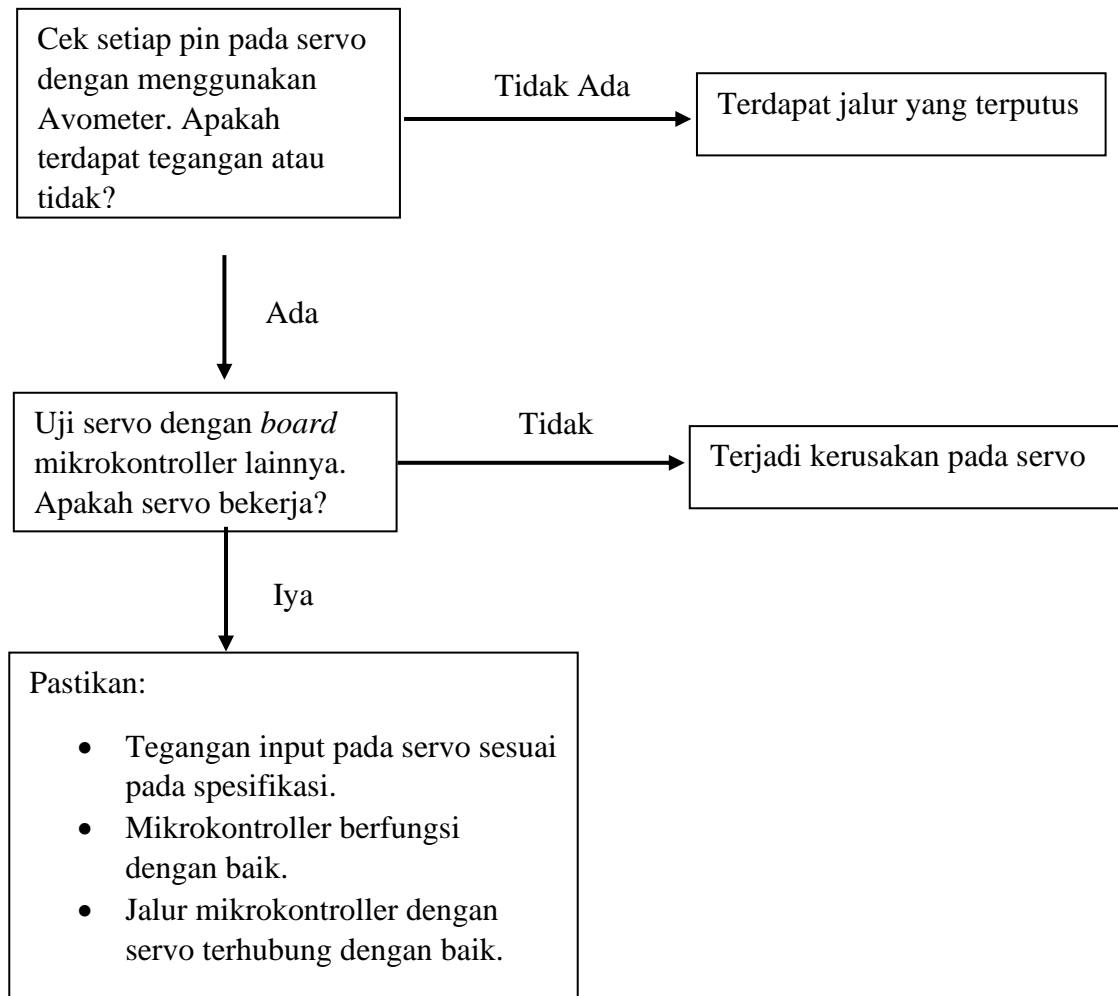 Cek setiap pin pada servo
dengan menggunakan
Avometer. Apakah
terdapat tegangan atau
tidak?
Tidak Ada
Terdapat jalur yang terputus
Ada
Uji servo dengan board
mikrokontroller lainnya.
Apakah servo bekerja?
Tidak
Terjadi kerusakan pada servo
Iya
Pastikan:
• Tegangan input pada servo sesuai
pada spesifikasi.
• Mikrokontroller berfungsi
dengan baik.
• Jalur mikrokontroller dengan
servo terhubung dengan baik.